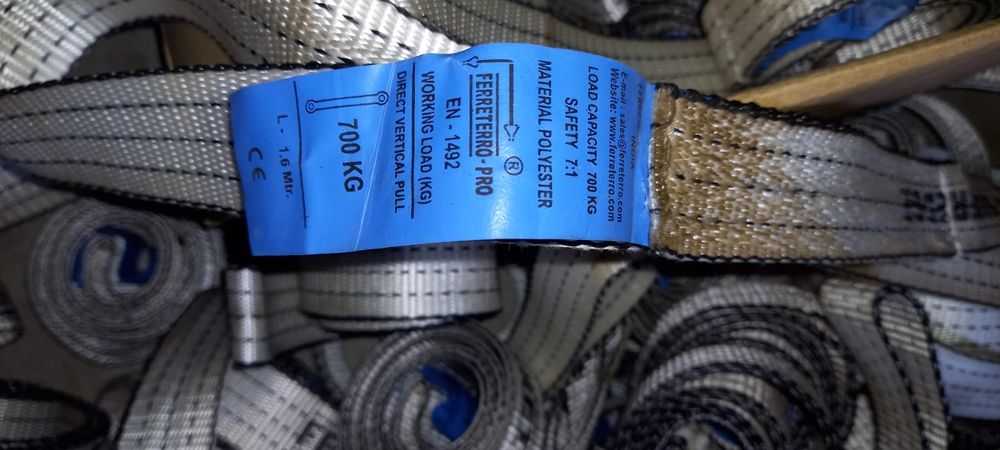 INDIA
E-mail : sales@ferreterro.com
Website: www.ferreterro.com
LOAD CAPACITY 700 KG
SAFETY 7:1
MATERIAL POLYESTER
®
FERRETERRO-PRO
EN - 1492
WORKING LOAD (KG)
DIRECT VERTICAL PULL
700 KG
L - 1.6 Mtr.
CE